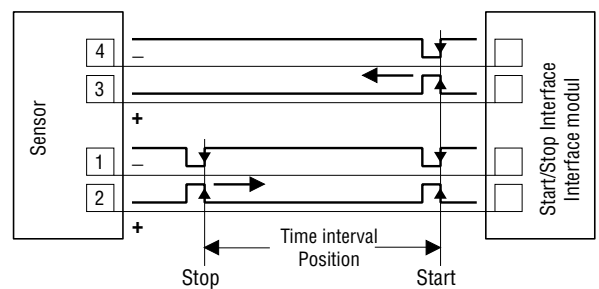 Sensor
4
−
3
+
1
−
2
+
Start/Stop Interface
Interface modul
Time interval
Position
Stop
Start